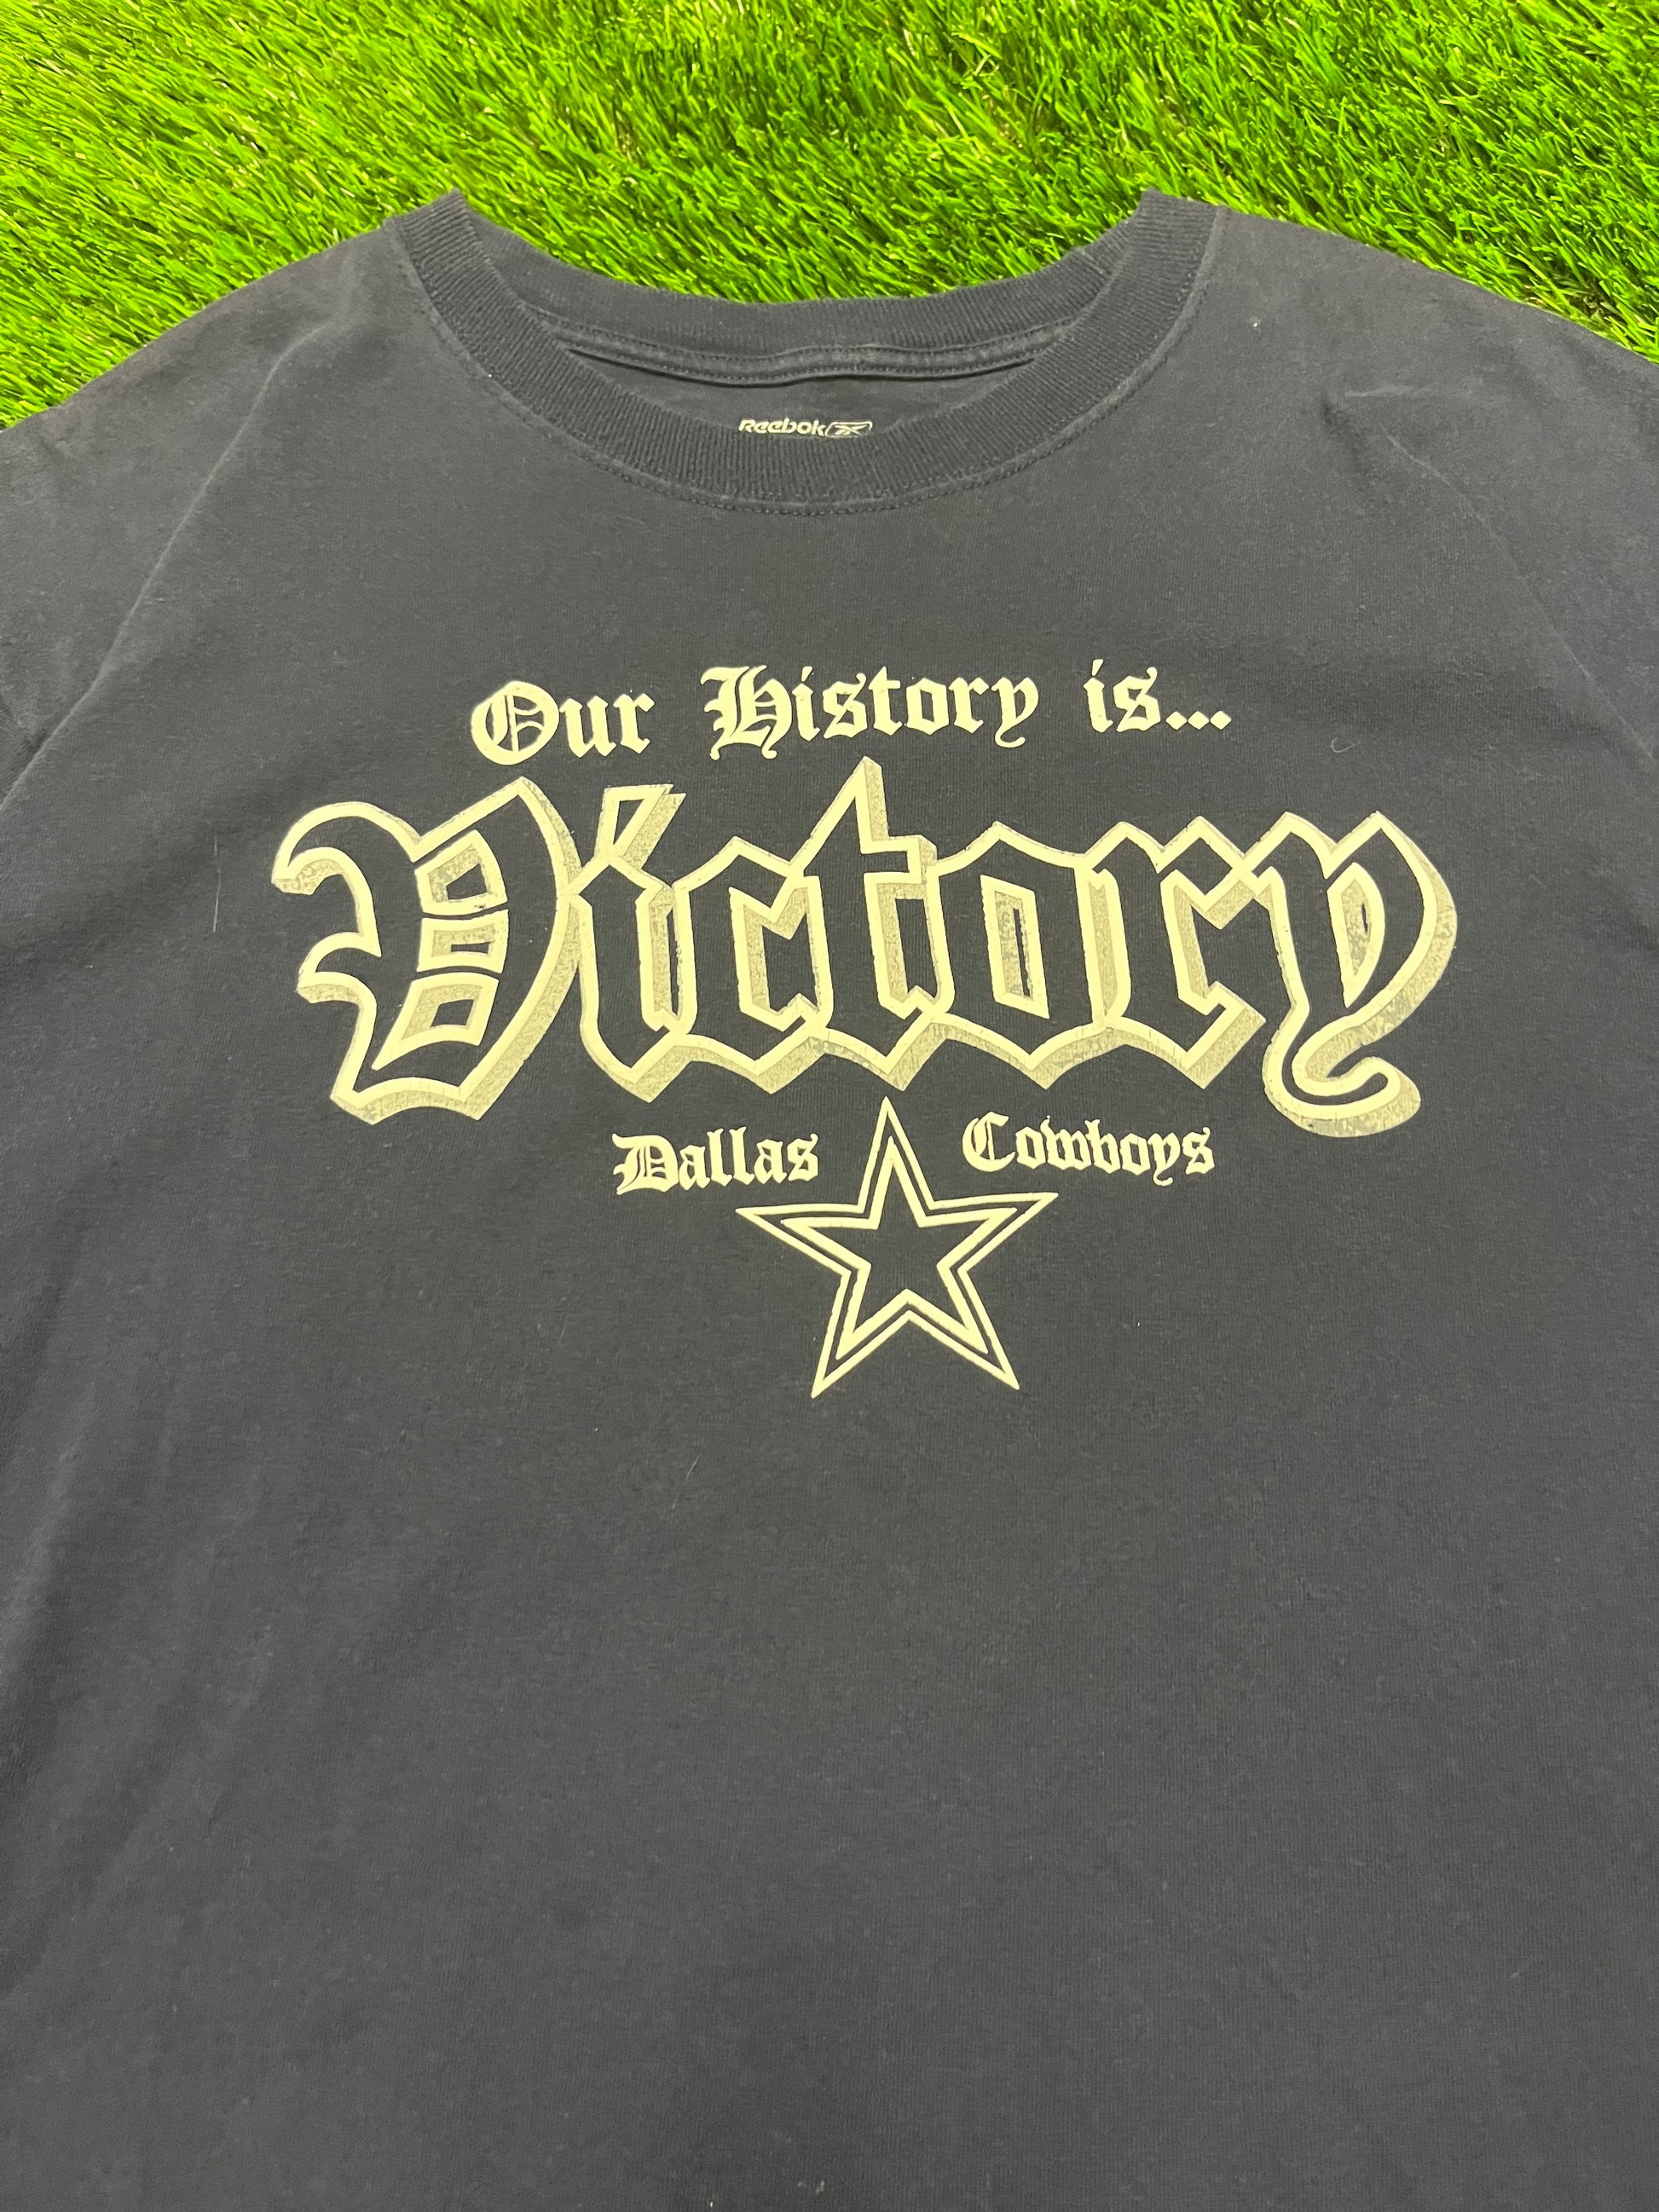 Reebok
Our History is...
Victory
Dallas Cowboys